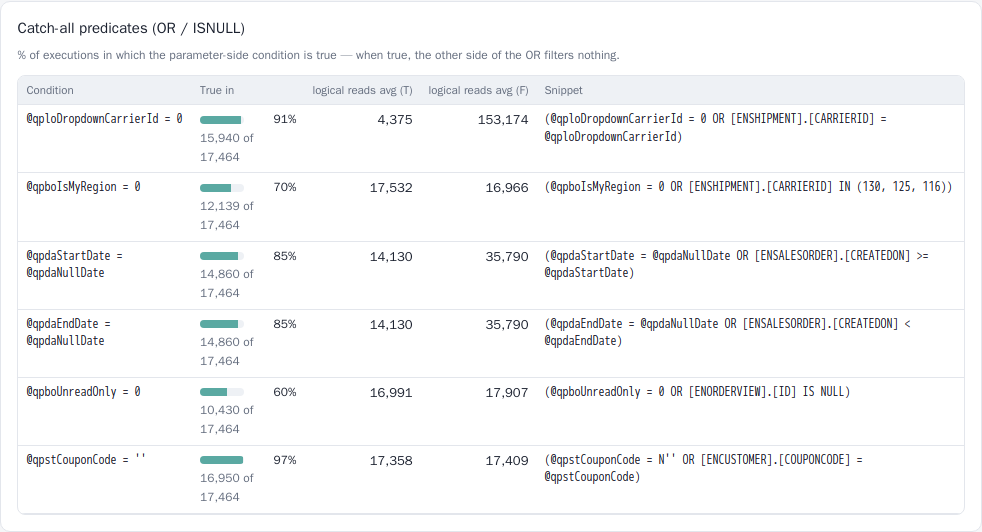 Catch-all predicates (OR / ISNULL)
% of executions in which the parameter-side condition is true — when true, the other side of the OR filters nothing.
Condition True in logical reads avg (T) logical reads avg (F) Snippet
@qploDropdownCarrierId = 0 91% 4,375 153,174 (@qploDropdownCarrierId = 0 OR [ENSHIPMENT].[CARRIERID] =
15,940 of @qploDropdownCarrierId)
17,464
@qpboIsMyRegion = 0 70% 17,532 16,966 (@qpboIsMyRegion = 0 OR [ENSHIPMENT].[CARRIERID] IN (130, 125, 116))
12,139 of
17,464
@qpdaStartDate = 85% 14,130 35,790 (@qpdaStartDate = @qpdaNullDate OR [ENSALESORDER].[CREATEDON] >=
@qpdaNullDate 14,860 of @qpdaStartDate)
17,464
@qpdaEndDate = 85% 14,130 35,790 (@qpdaEndDate = @qpdaNullDate OR [ENSALESORDER].[CREATEDON] <
@qpdaNullDate 14,860 of @qpdaEndDate)
17,464
@qpboUnreadOnly = 0 60% 16,991 17,907 (@qpboUnreadOnly = 0 OR [ENORDERVIEW].[ID] IS NULL)
10,430 of
17,464
@qpstCouponCode = '' 97% 17,358 17,409 (@qpstCouponCode = N'' OR [ENCUSTOMER].[COUPONCODE] =
16,950 of @qpstCouponCode)
17,464